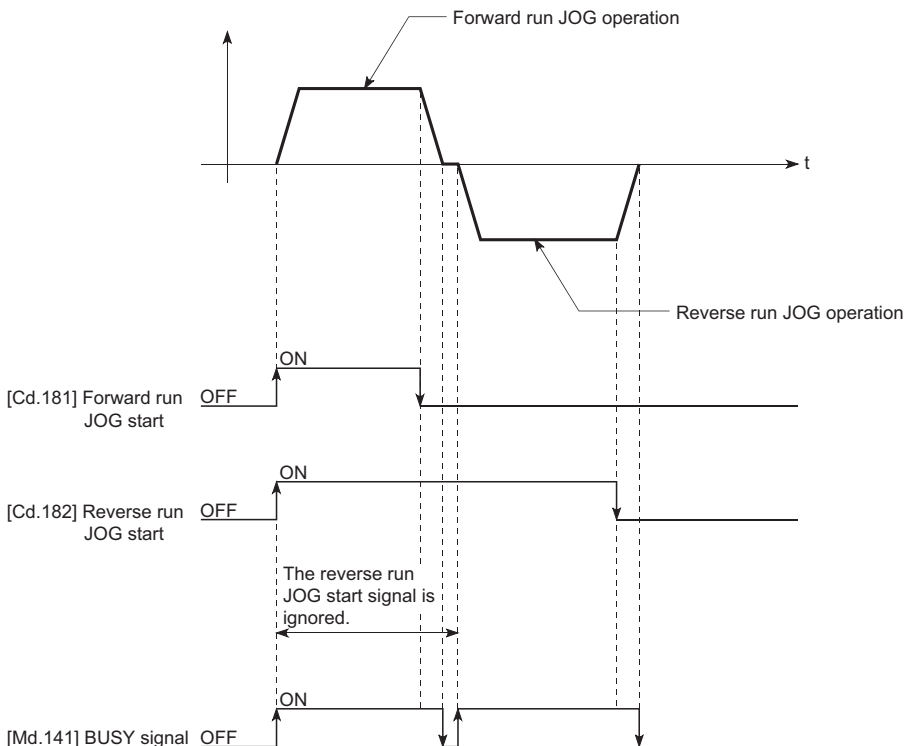 Forward run JOG operation
t
Reverse run JOG operation
ON
[Cd.181] Forward run OFF
JOG start
ON
[Cd.182] Reverse run OFF
JOG start
The reverse run
JOG start signal is
ignored.
ON
[Md.141] BUSY signal OFF